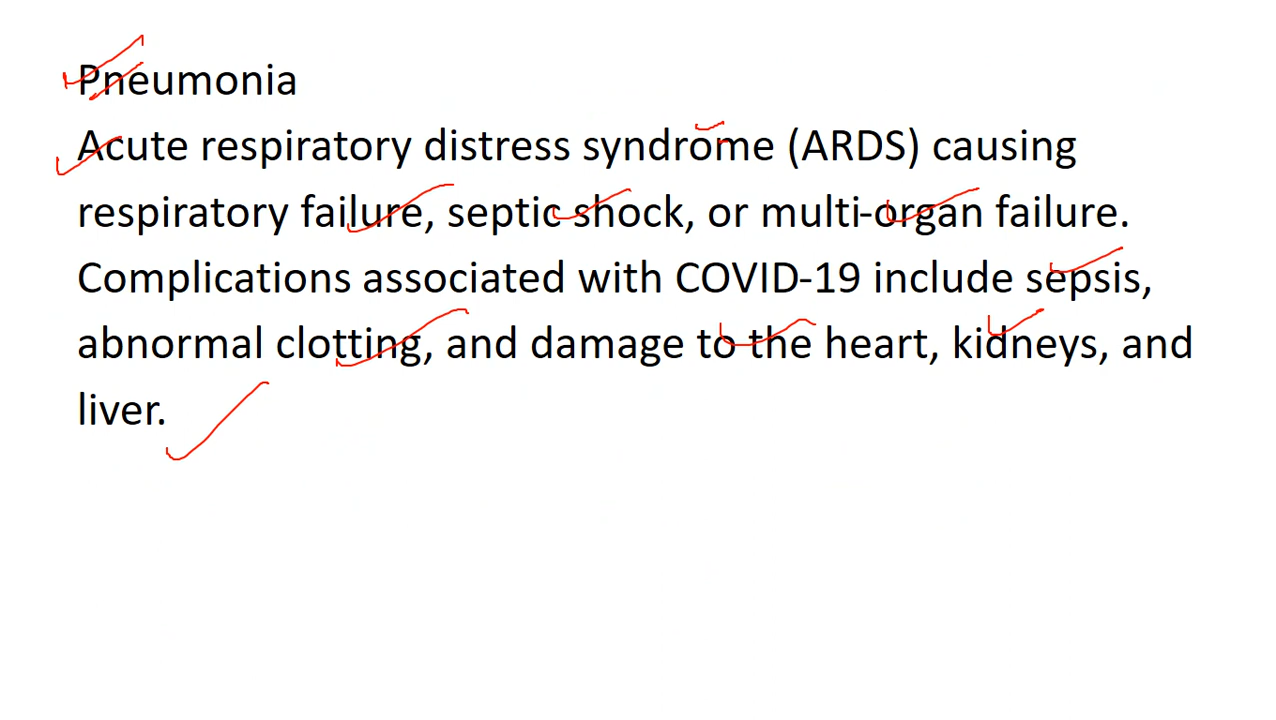 Pneumonia
Acute respiratory distress syndrome (ARDS) causing
respiratory failure, septic shock, or multi-organ failure.
Complications associated with COVID-19 include sepsis,
abnormal clotting, and damage to the heart, kidneys, and
liver.